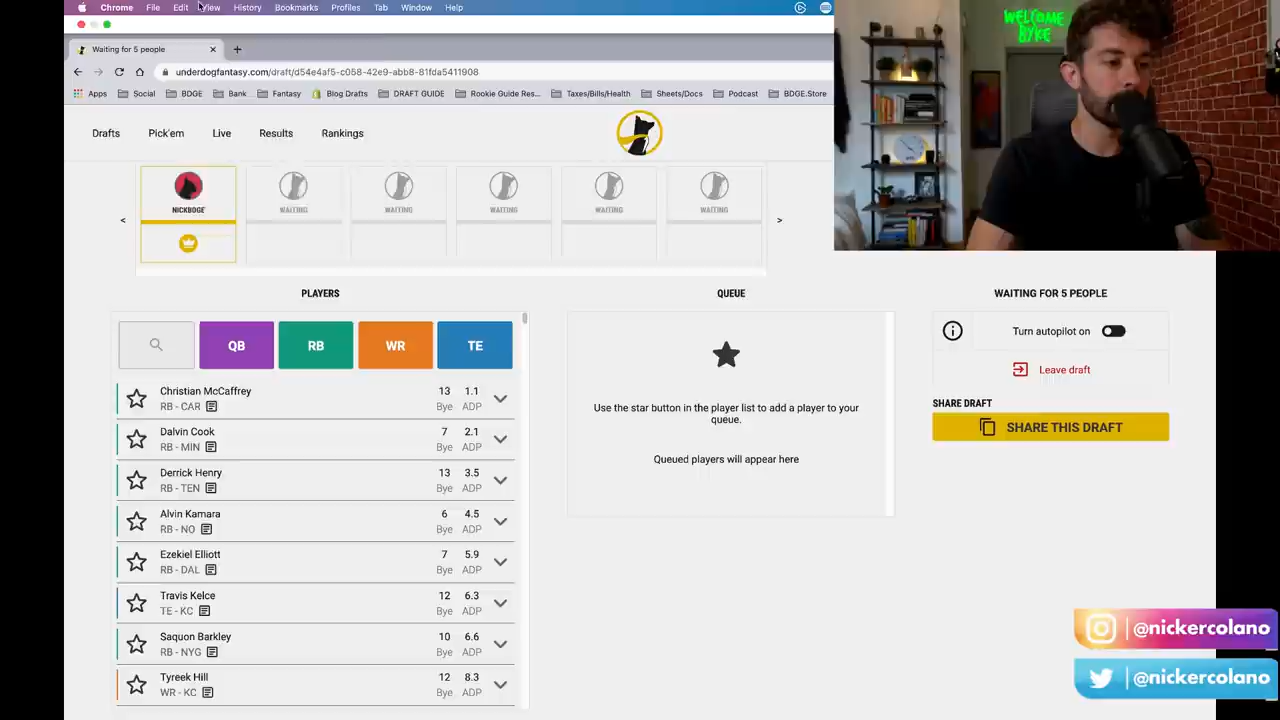 Chrome File Edit View History Bookmarks Profiles Tab Window Help
Waiting for 5 people
underdogfantasy.com/draft/d54e4af5-c058-42e9-abb8-81fda5411908
Apps Social BDGE Bank Fantasy Blog Drafts DRAFT GUIDE Rookie Guide Res... Taxes/Bills/Health Sheets/Docs Podcast BDGE.Store
WELCOME
BYKE
Drafts Pick'em Live Results Rankings
NICKBOGE WAITING WAITING WAITING WAITING WAITING
< >
PLAYERS
QB RB WR TE
Christian McCaffrey 13 1.1
RB - CAR Bye ADP
Dalvin Cook 7 2.1
RB - MIN Bye ADP
Derrick Henry 13 3.5
RB - TEN Bye ADP
Alvin Kamara 6 4.5
RB - NO Bye ADP
Ezekiel Elliott 7 5.9
RB - DAL Bye ADP
Travis Kelce 12 6.3
TE - KC Bye ADP
Saquon Barkley 10 6.6
RB - NYG Bye ADP
Tyreek Hill 12 8.3
WR - KC Bye ADP
QUEUE
Use the star button in the player list to add a player to your
queue.
Queued players will appear here
WAITING FOR 5 PEOPLE
Turn autopilot on
Leave draft
SHARE DRAFT
SHARE THIS DRAFT
@nickercolano
@nickercolano